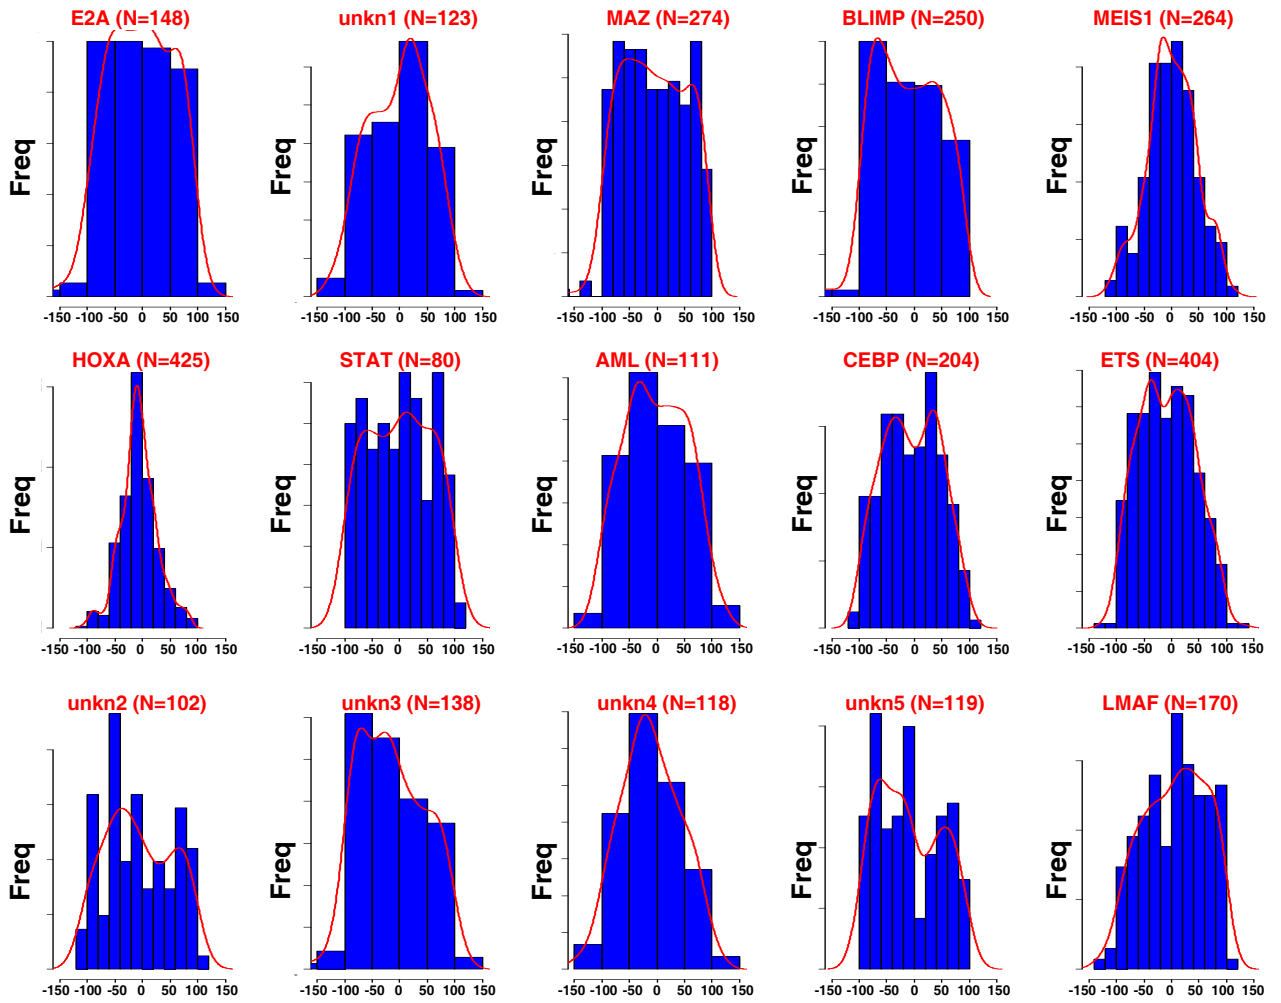 E2A (N=148) unkn1 (N=123) MAZ (N=274) BLIMP (N=250) MEIS1 (N=264)
Freq Freq Freq Freq Freq
-150 -100 -50 0 50 100 150 -150 -100 -50 0 50 100 150 -150 -100 -50 0 50 100 150 -150 -100 -50 0 50 100 150 -150 -100 -50 0 50 100 150
HOXA (N=425) STAT (N=80) AML (N=111) CEBP (N=204) ETS (N=404)
Freq Freq Freq Freq Freq
-150 -100 -50 0 50 100 150 -150 -100 -50 0 50 100 150 -150 -100 -50 0 50 100 150 -150 -100 -50 0 50 100 150 -150 -100 -50 0 50 100 150
unkn2 (N=102) unkn3 (N=138) unkn4 (N=118) unkn5 (N=119) LMAF (N=170)
Freq Freq Freq Freq Freq
-150 -100 -50 0 50 100 150 -150 -100 -50 0 50 100 150 -150 -100 -50 0 50 100 150 -150 -100 -50 0 50 100 150 -150 -100 -50 0 50 100 150